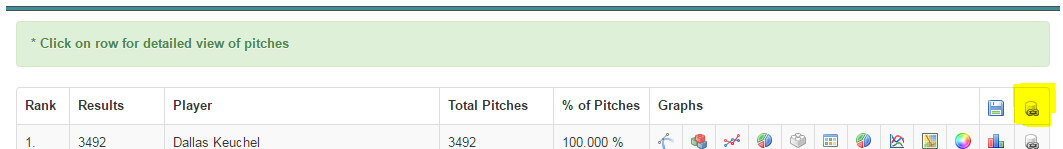 * Click on row for detailed view of pitches
Rank Results Player Total Pitches % of Pitches Graphs
1. 3492 Dallas Keuchel 3492 100.000 %